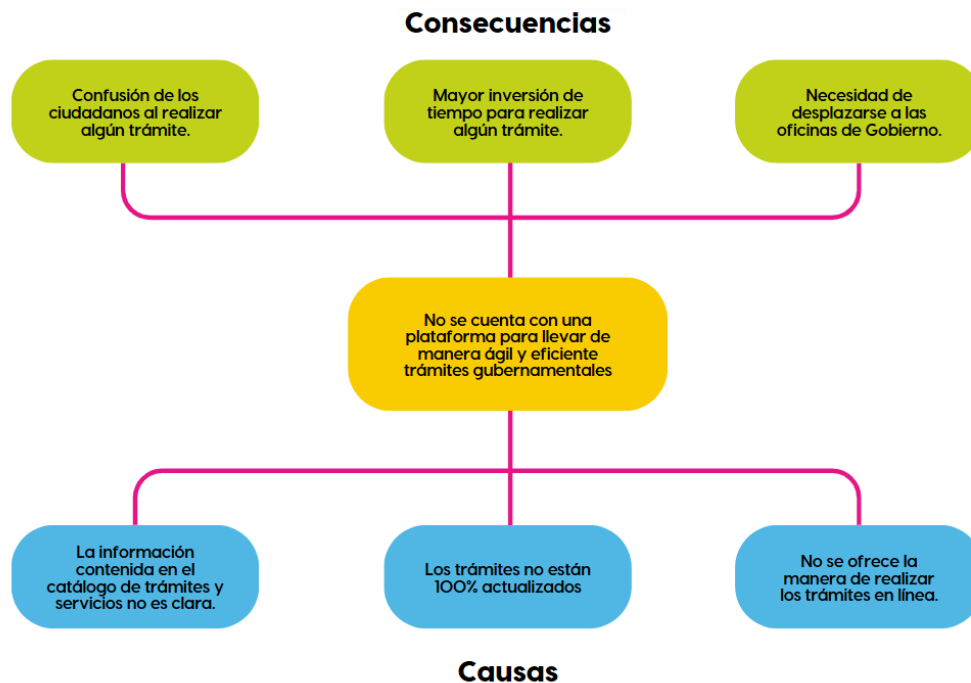 Consecuencias
Confusión de los
ciudadanos al realizar
algún trámite.
Mayor inversión de
tiempo para realizar
algún trámite.
Necesidad de
desplazarse a las
oficinas de Gobierno.
No se cuenta con una
plataforma para llevar de
manera ágil y eficiente
trámites gubernamentales
La información
contenida en el
catálogo de trámites y
servicios no es clara.
Los trámites no están
100% actualizados
No se ofrece la
manera de realizar
los trámites en línea.
Causas